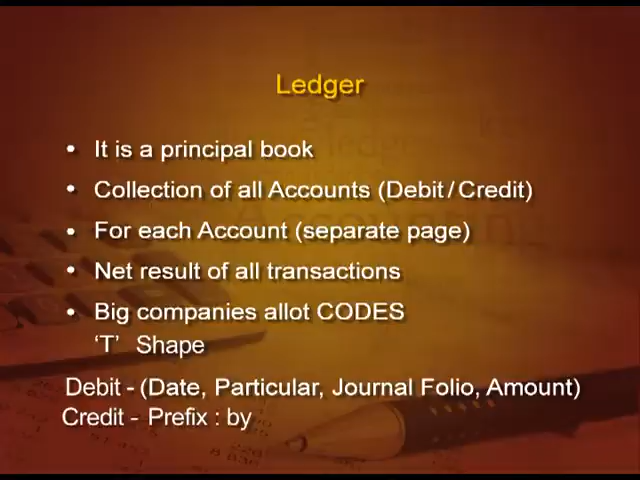 Ledger
• It is a principal book
• Collection of all Accounts (Debit / Credit)
• For each Account (separate page)
• Net result of all transactions
• Big companies allot CODES
‘T’ Shape
Debit - (Date, Particular, Journal Folio, Amount)
Credit - Prefix : by